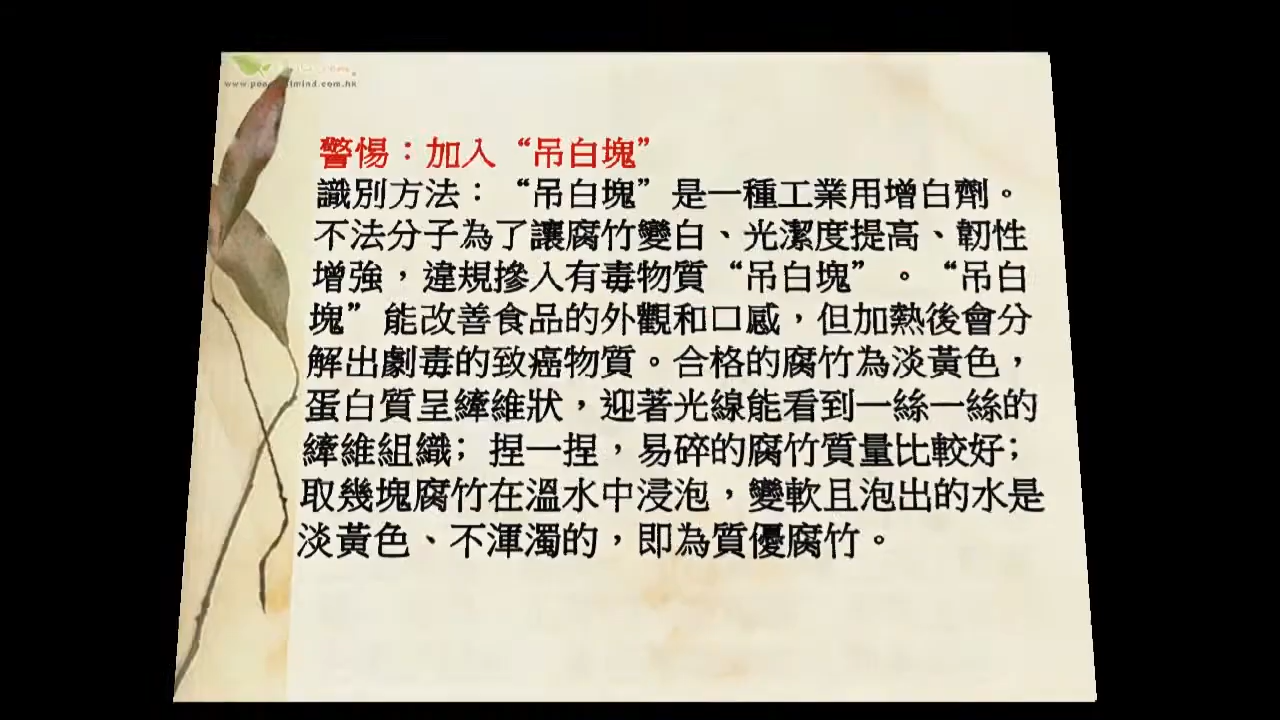 警惕：加入“吊白塊”
識別方法：“吊白塊”是一種工業用增白劑。
不法分子為了讓腐竹變白、光潔度提高、韌性
增強，違規摻入有毒物質“吊白塊”。“吊白
塊”能改善食品的外觀和口感，但加熱後會分
解出劇毒的致癌物質。合格的腐竹為淡黃色，
蛋白質呈縴維狀，迎著光線能看到一絲一絲的
縴維組織；捏一捏，易碎的腐竹質量比較好；
取幾塊腐竹在溫水中浸泡，變軟且泡出的水是
淡黃色、不渾濁的，即為質優腐竹。